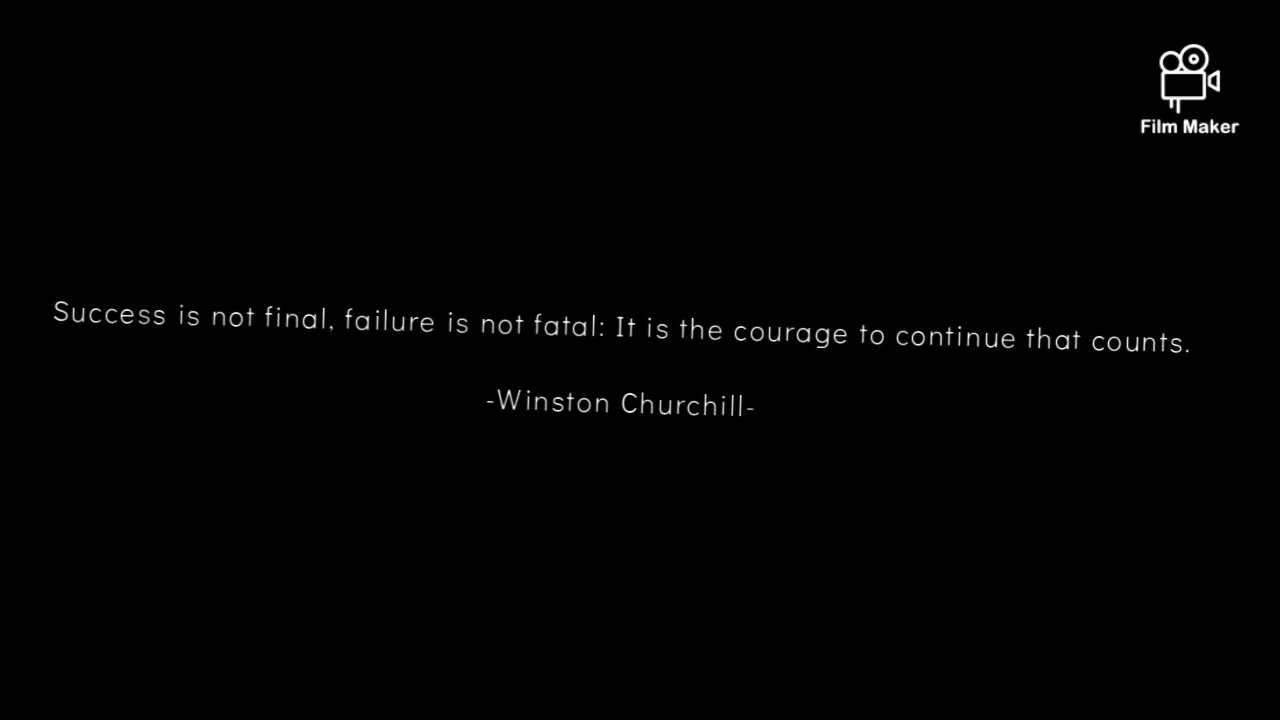 Film Maker
Success is not final, failure is not fatal: It is the courage to continue that counts.
-Winston Churchill-